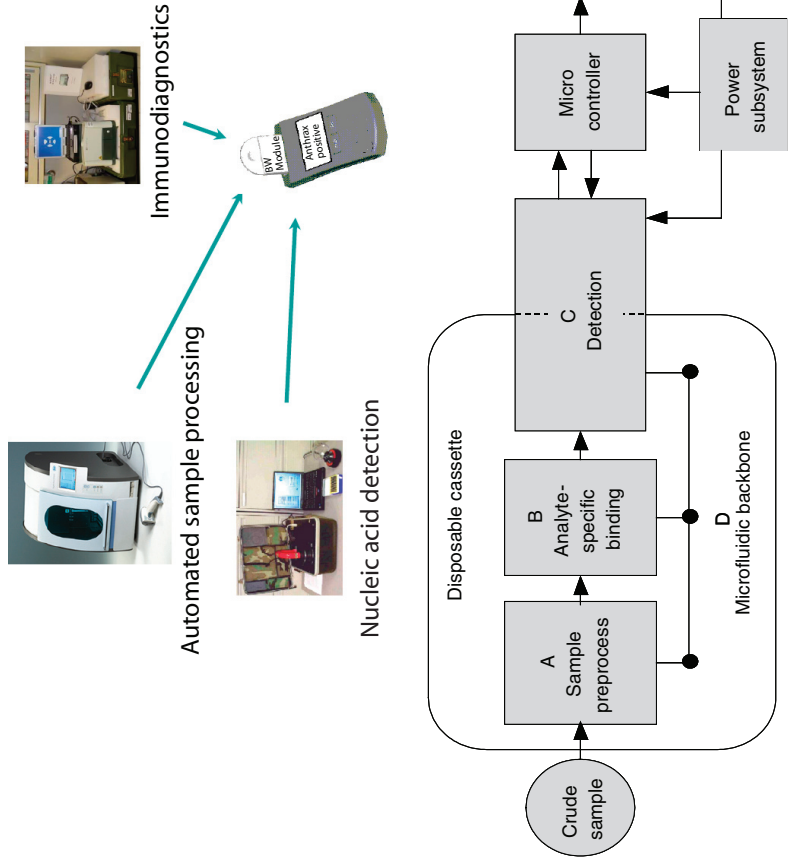 Automated sample processing
Immunodiagnostics
Nucleic acid detection
BW
Module
Anthrax
positive
Disposable cassette
Crude
sample
A
Sample
preprocess
B
Analyte-
specific
binding
C
Detection
Micro
controller
Power
subsystem
D
Microfluidic backbone